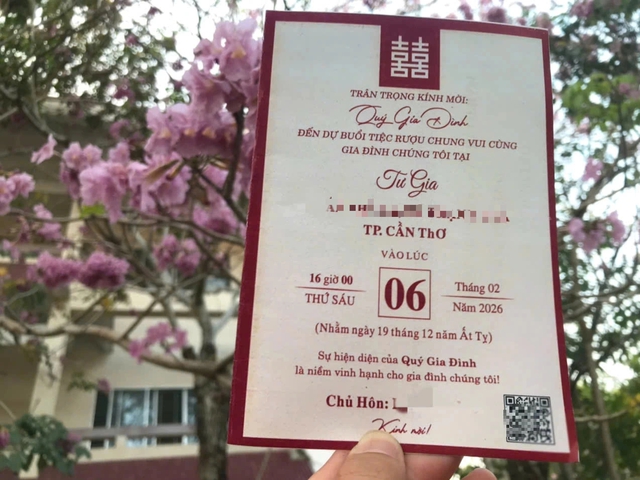 囍
TRÂN TRỌNG KÍNH MỜI:
Quý Gia Đình
ĐẾN DỰ BUỔI TIỆC RƯỢU CHUNG VUI CÙNG
GIA ĐÌNH CHÚNG TÔI TẠI
Tư Gia
TP. CẦN THƠ
VÀO LÚC
16 giờ 00
THỨ SÁU
06
Tháng 02
Năm 2026
(Nhằm ngày 19 tháng 12 năm Ất Tỵ)
Sự hiện diện của Quý Gia Đình
là niềm vinh hạnh cho gia đình chúng tôi!
Chủ Hôn:
Kính mời!